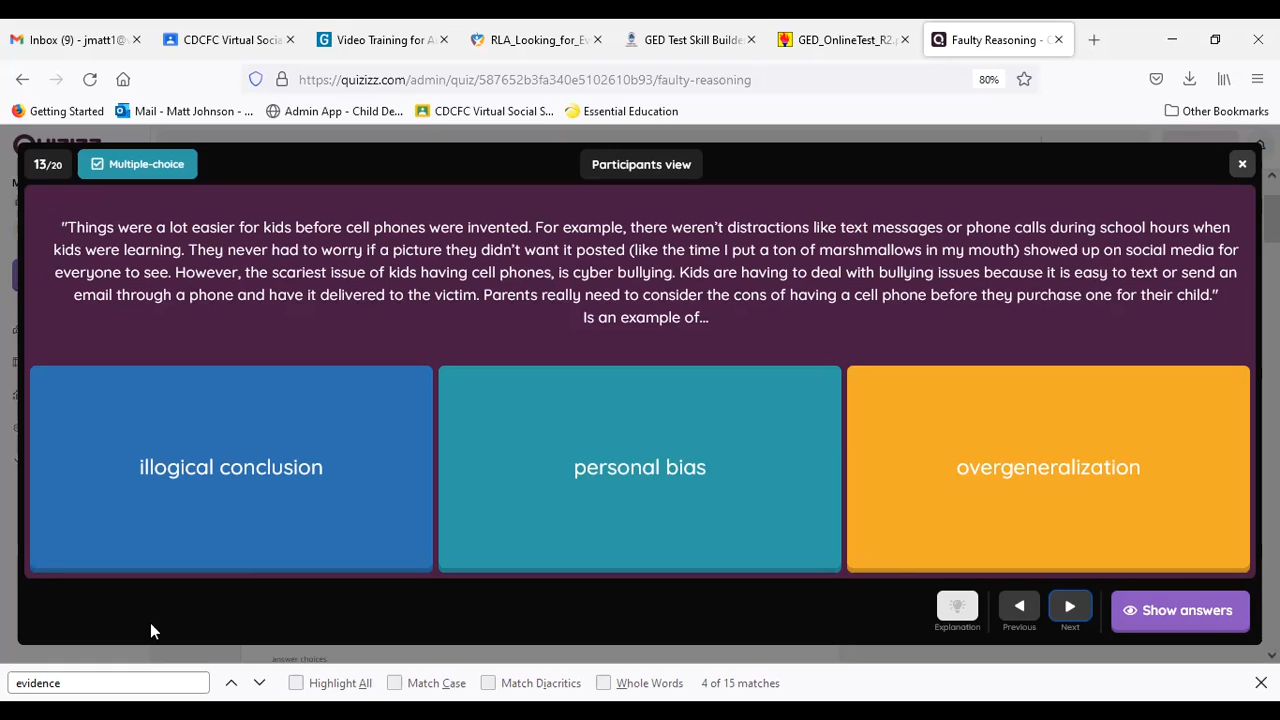 Inbox (9) - jmatt1@
CDCFC Virtual Socia
Video Training for A
RLA_Looking_for_Ev
GED Test Skill Builde
GED_OnlineTest_R2.p
Faulty Reasoning - Q
https://quizizz.com/admin/quiz/587652b3fa340e5102610b93/faulty-reasoning
80%
Getting Started
Mail - Matt Johnson - ...
Admin App - Child De...
CDCFC Virtual Social S...
Essential Education
Other Bookmarks
13/20
Multiple-choice
Participants view
"Things were a lot easier for kids before cell phones were invented. For example, there weren't distractions like text messages or phone calls during school hours when
kids were learning. They never had to worry if a picture they didn't want it posted (like the time I put a ton of marshmallows in my mouth) showed up on social media for
everyone to see. However, the scariest issue of kids having cell phones, is cyber bullying. Kids are having to deal with bullying issues because it is easy to text or send an
email through a phone and have it delivered to the victim. Parents really need to consider the cons of having a cell phone before they purchase one for their child."
Is an example of...
illogical conclusion
personal bias
overgeneralization
Explanation
Previous
Next
Show answers
answer choices
evidence
Highlight All
Match Case
Match Diacritics
Whole Words
4 of 15 matches